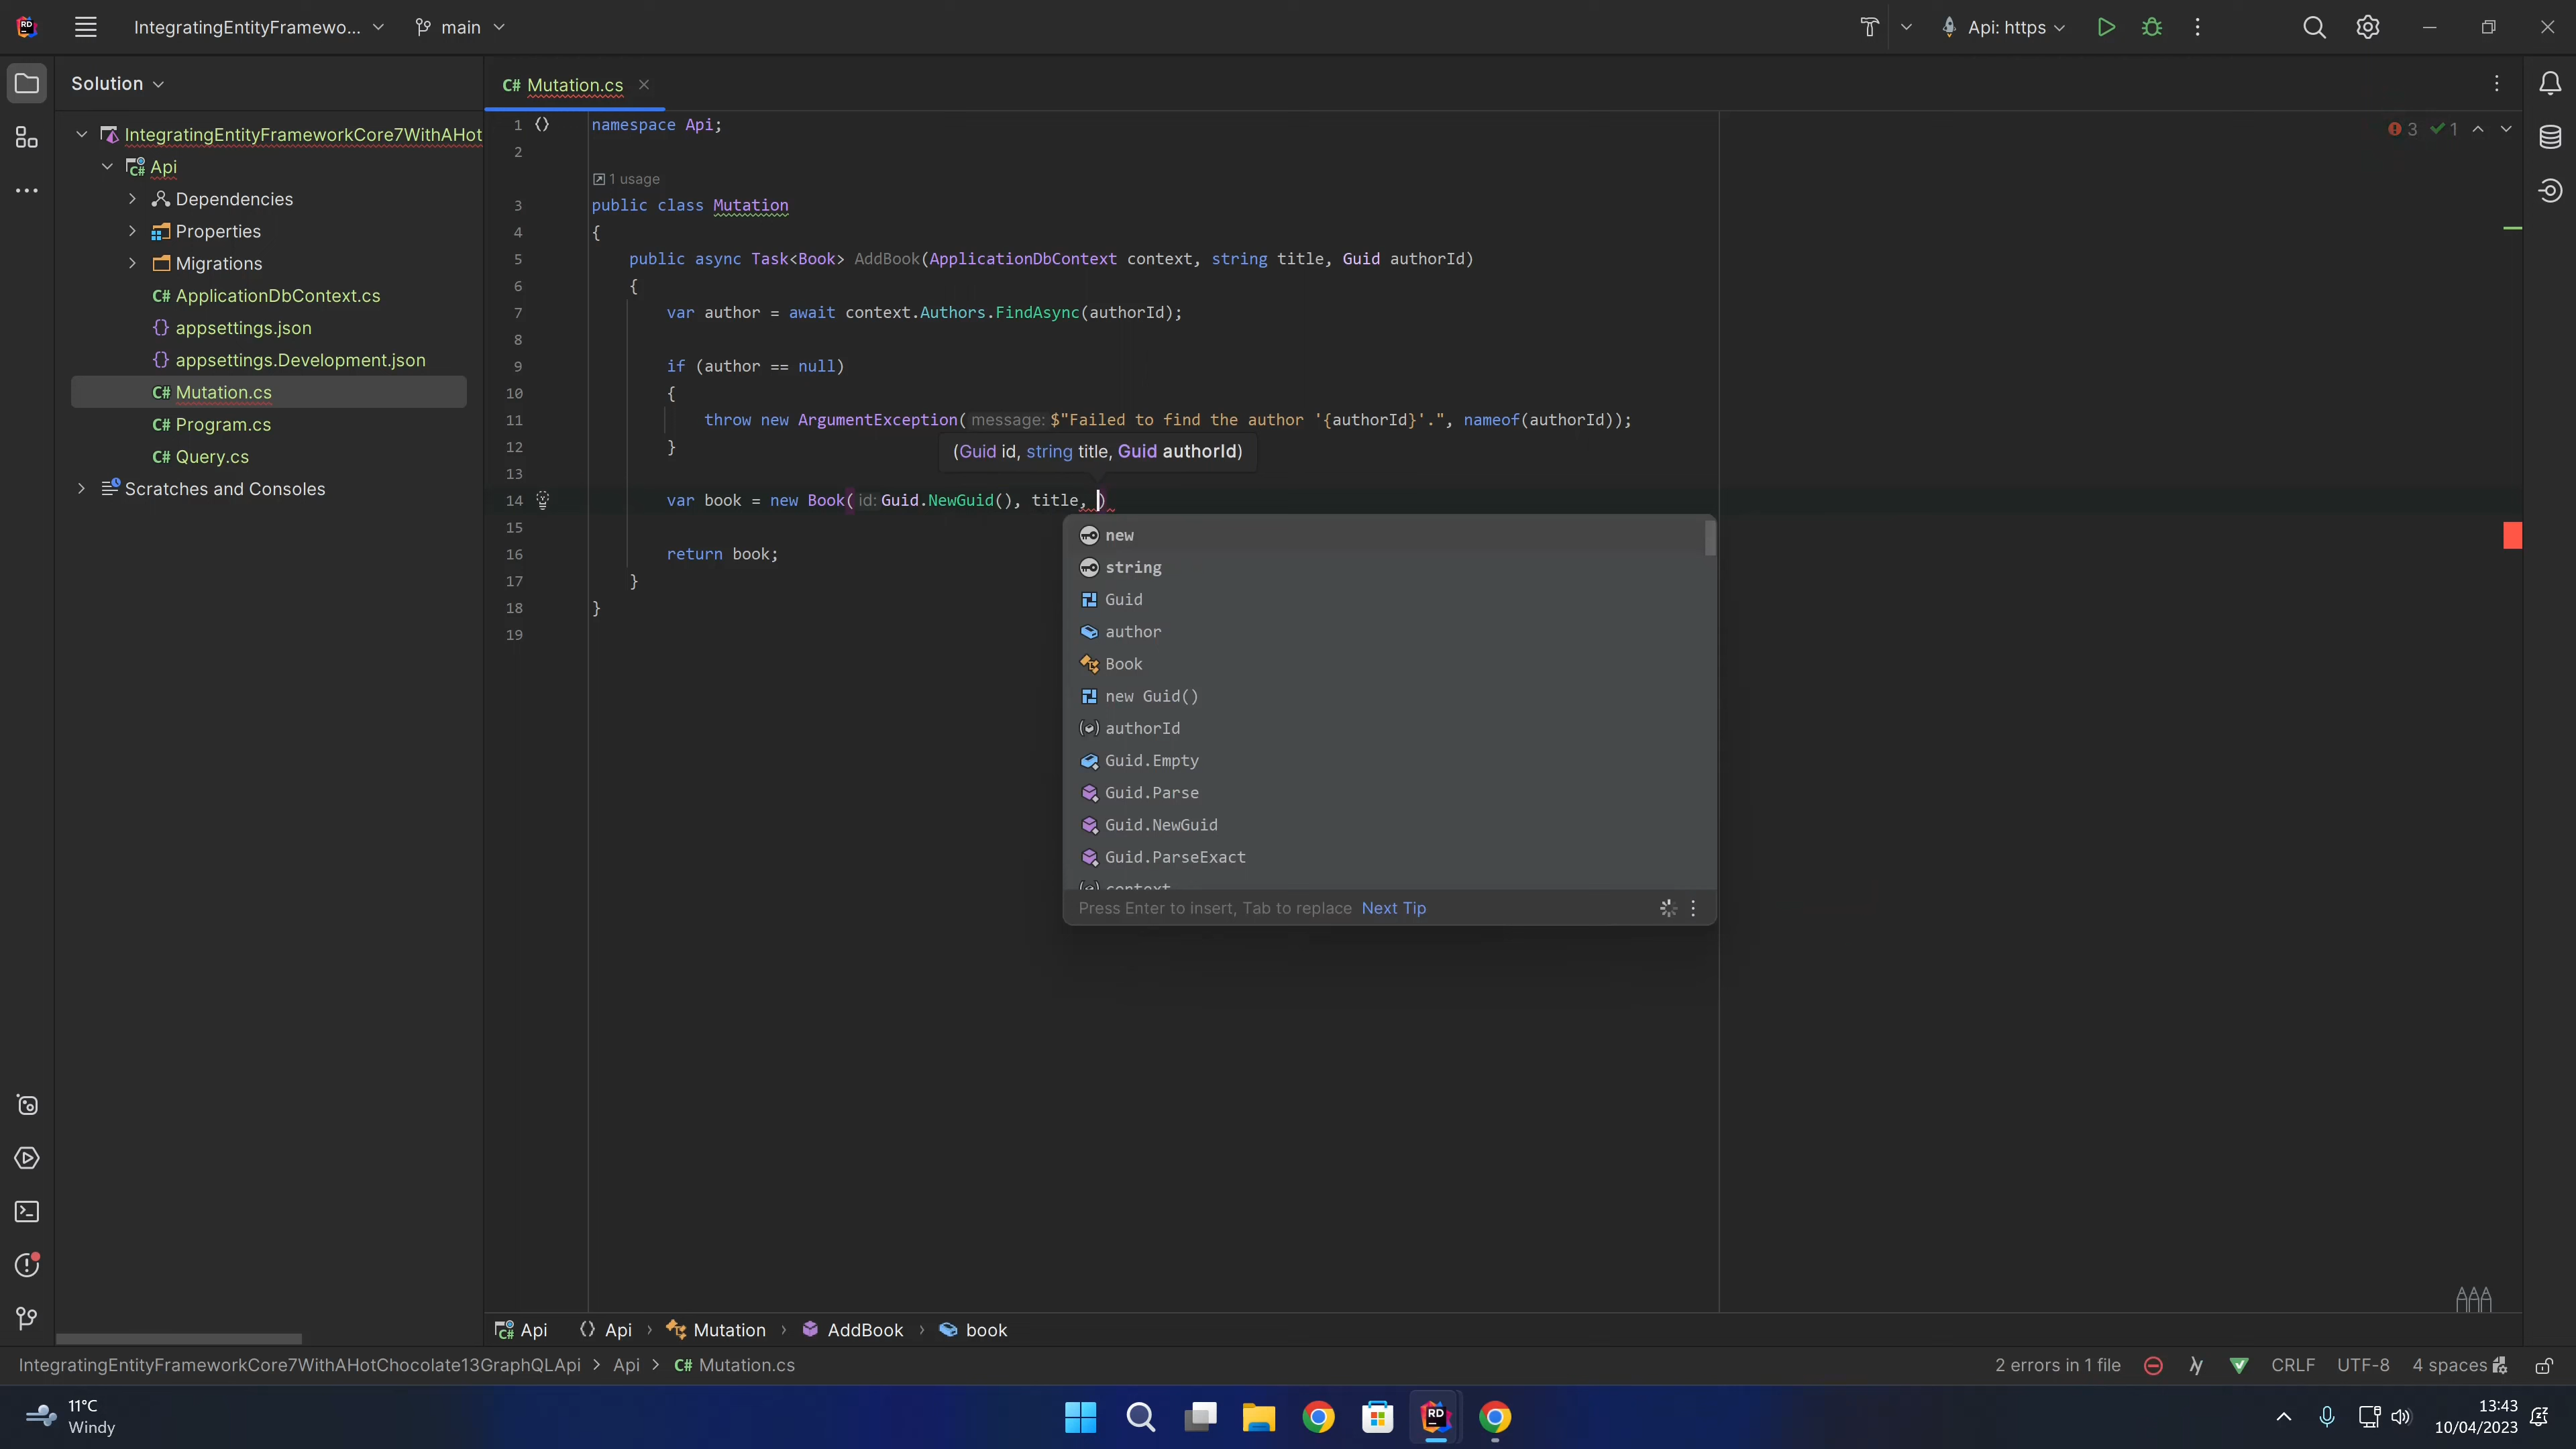 IntegratingEntityFramewo...
main
Api: https
Solution
Mutation.cs
IntegratingEntityFrameworkCore7WithAHot
Api
Dependencies
Properties
Migrations
C# ApplicationDbContext.cs
{} appsettings.json
{} appsettings.Development.json
C# Mutation.cs
C# Program.cs
C# Query.cs
Scratches and Consoles
3 1
1 namespace Api;
2
1 usage
3 public class Mutation
4 {
5 public async Task<Book> AddBook(ApplicationDbContext context, string title, Guid authorId)
6 {
7 var author = await context.Authors.FindAsync(authorId);
8
9 if (author == null)
10 {
11 throw new ArgumentException(message: $"Failed to find the author '{authorId}'.", nameof(authorId));
12 }
(Guid id, string title, Guid authorId)
13
14 var book = new Book(id: Guid.NewGuid(), title, )
15
16 return book;
17 }
18 }
19
new
string
Guid
author
Book
new Guid()
authorId
Guid.Empty
Guid.Parse
Guid.NewGuid
Guid.ParseExact
context
Press Enter to insert, Tab to replace Next Tip
Api Api › Mutation › AddBook › book
IntegratingEntityFrameworkCore7WithAHotChocolate13GraphQLApi > Api > C# Mutation.cs
2 errors in 1 file CRLF UTF-8 4 spaces
11°C
Windy
13:43
10/04/2023